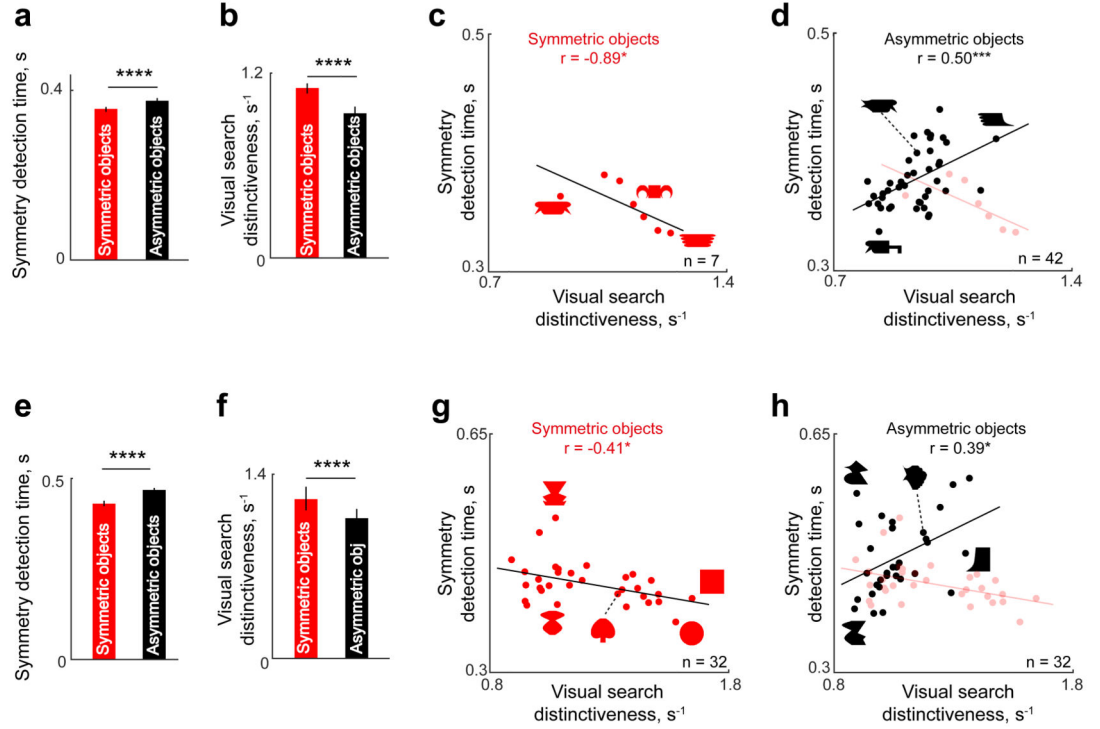 a
Symmetry detection time, s
0.4
0
****
Symmetric objects
Asymmetric objects
b
Visual search
distinctiveness, s-1
1.2
0
****
Symmetric objects
Asymmetric objects
c
Symmetric objects
r = -0.89*
Symmetry
detection time, s
0.5
0.3
n = 7
0.7
1.4
Visual search
distinctiveness, s-1
d
Asymmetric objects
r = 0.50***
Symmetry
detection time, s
0.5
0.3
n = 42
0.7
1.4
Visual search
distinctiveness, s-1
e
Symmetry detection time, s
0.5
0
****
Symmetric objects
Asymmetric objects
f
Visual search
distinctiveness, s-1
1.4
0
****
Symmetric objects
Asymmetric obj
g
Symmetric objects
r = -0.41*
Symmetry
detection time, s
0.65
0.3
n = 32
0.8
1.8
Visual search
distinctiveness, s-1
h
Asymmetric objects
r = 0.39*
Symmetry
detection time, s
0.65
0.3
n = 32
0.8
1.8
Visual search
distinctiveness, s-1